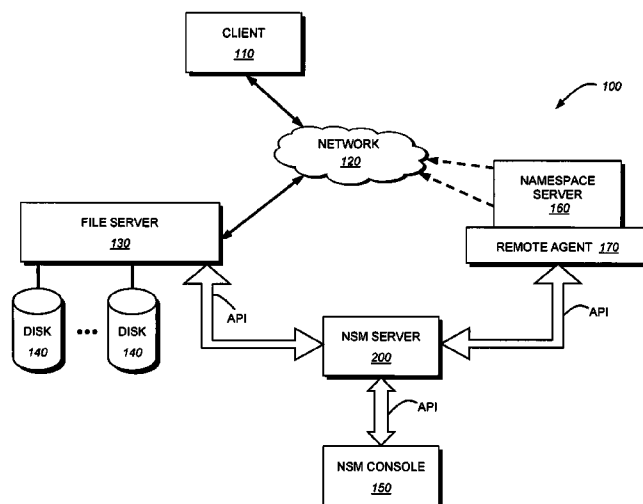 CLIENT
110
100
NETWORK
120
NAMESPACE
SERVER
160
REMOTE AGENT 170
FILE SERVER
130
DISK
140
•••
DISK
140
API
API
NSM SERVER
200
API
NSM CONSOLE
150